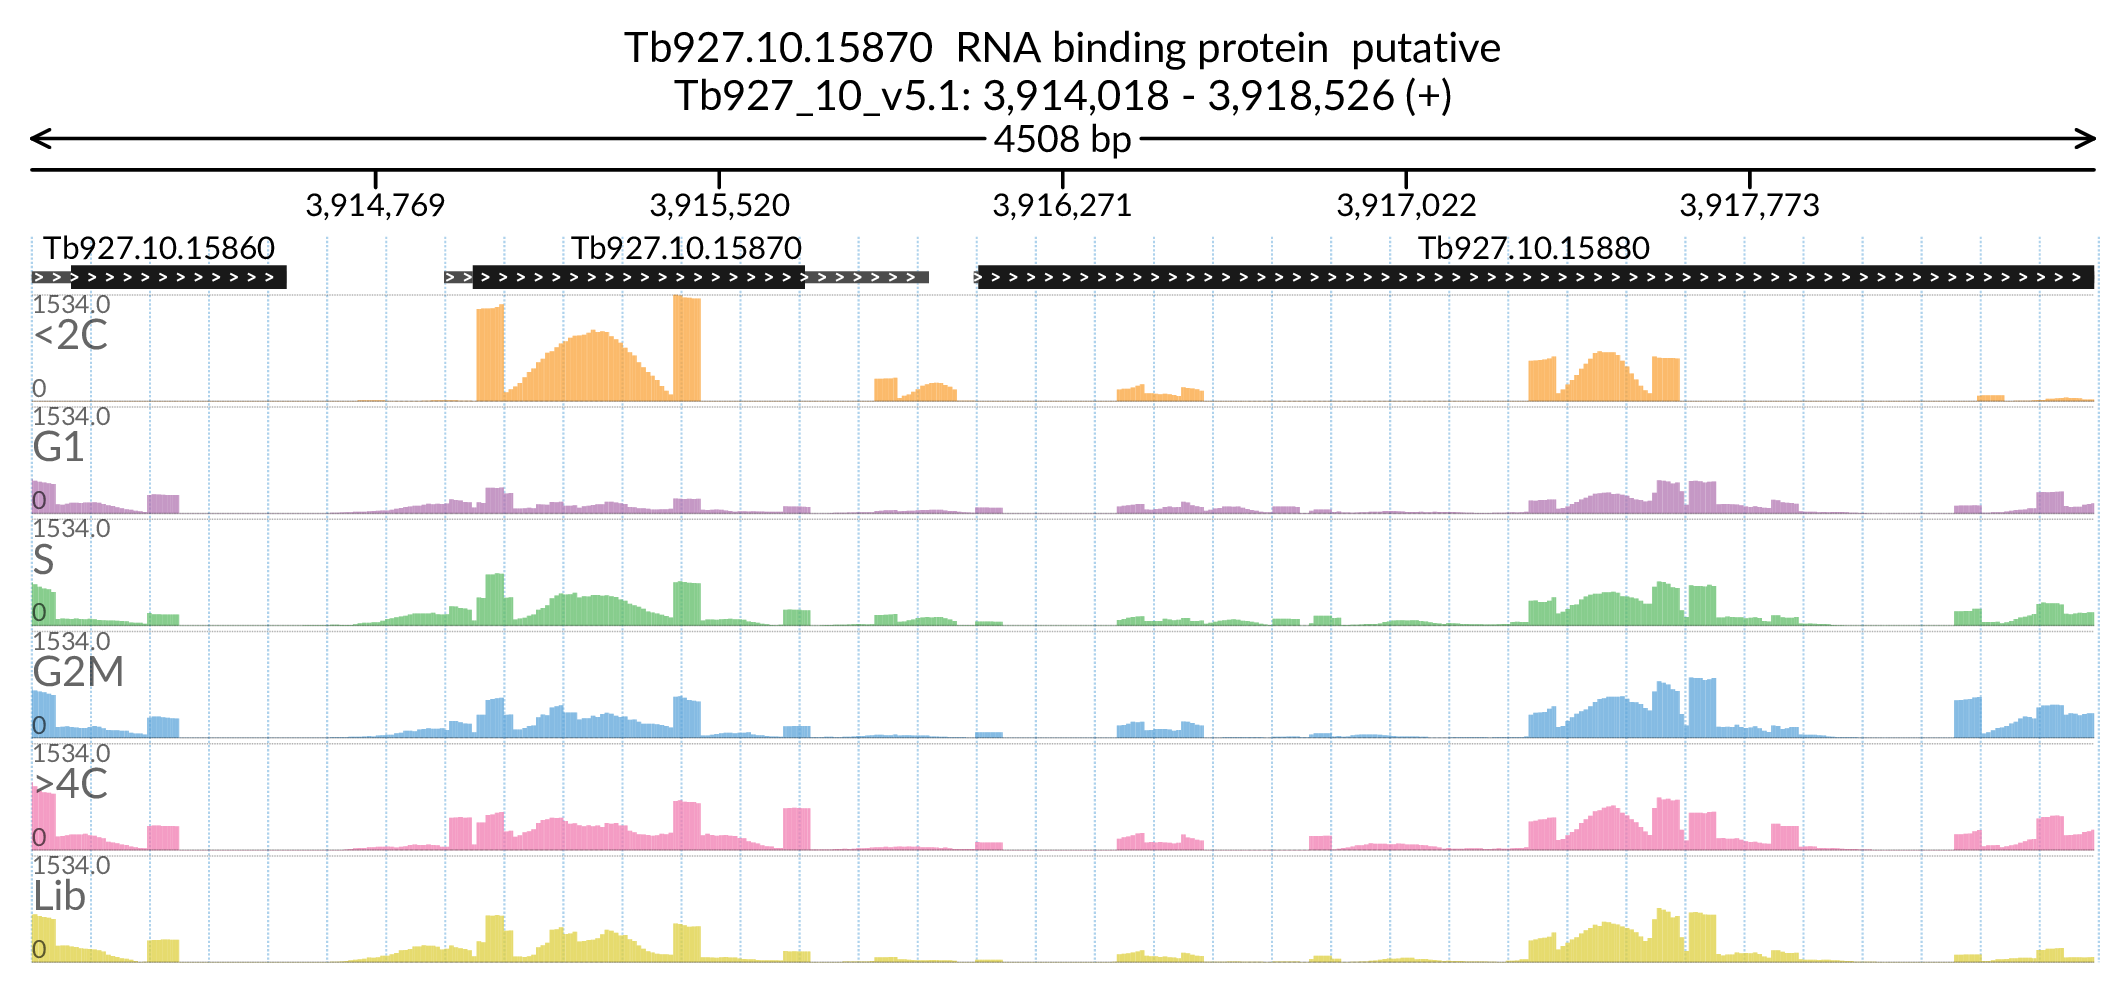 Tb927.10.15870  RNA binding protein  putative
Tb927_10_v5.1: 3,914,018 - 3,918,526 (+)
4508 bp
3,914,769 3,915,520 3,916,271 3,917,022 3,917,773
Tb927.10.15860 Tb927.10.15870 Tb927.10.15880
1534.0
<2C
0
1534.0
G1
0
1534.0
S
0
1534.0
G2M
0
1534.0
>4C
0
1534.0
Lib
0